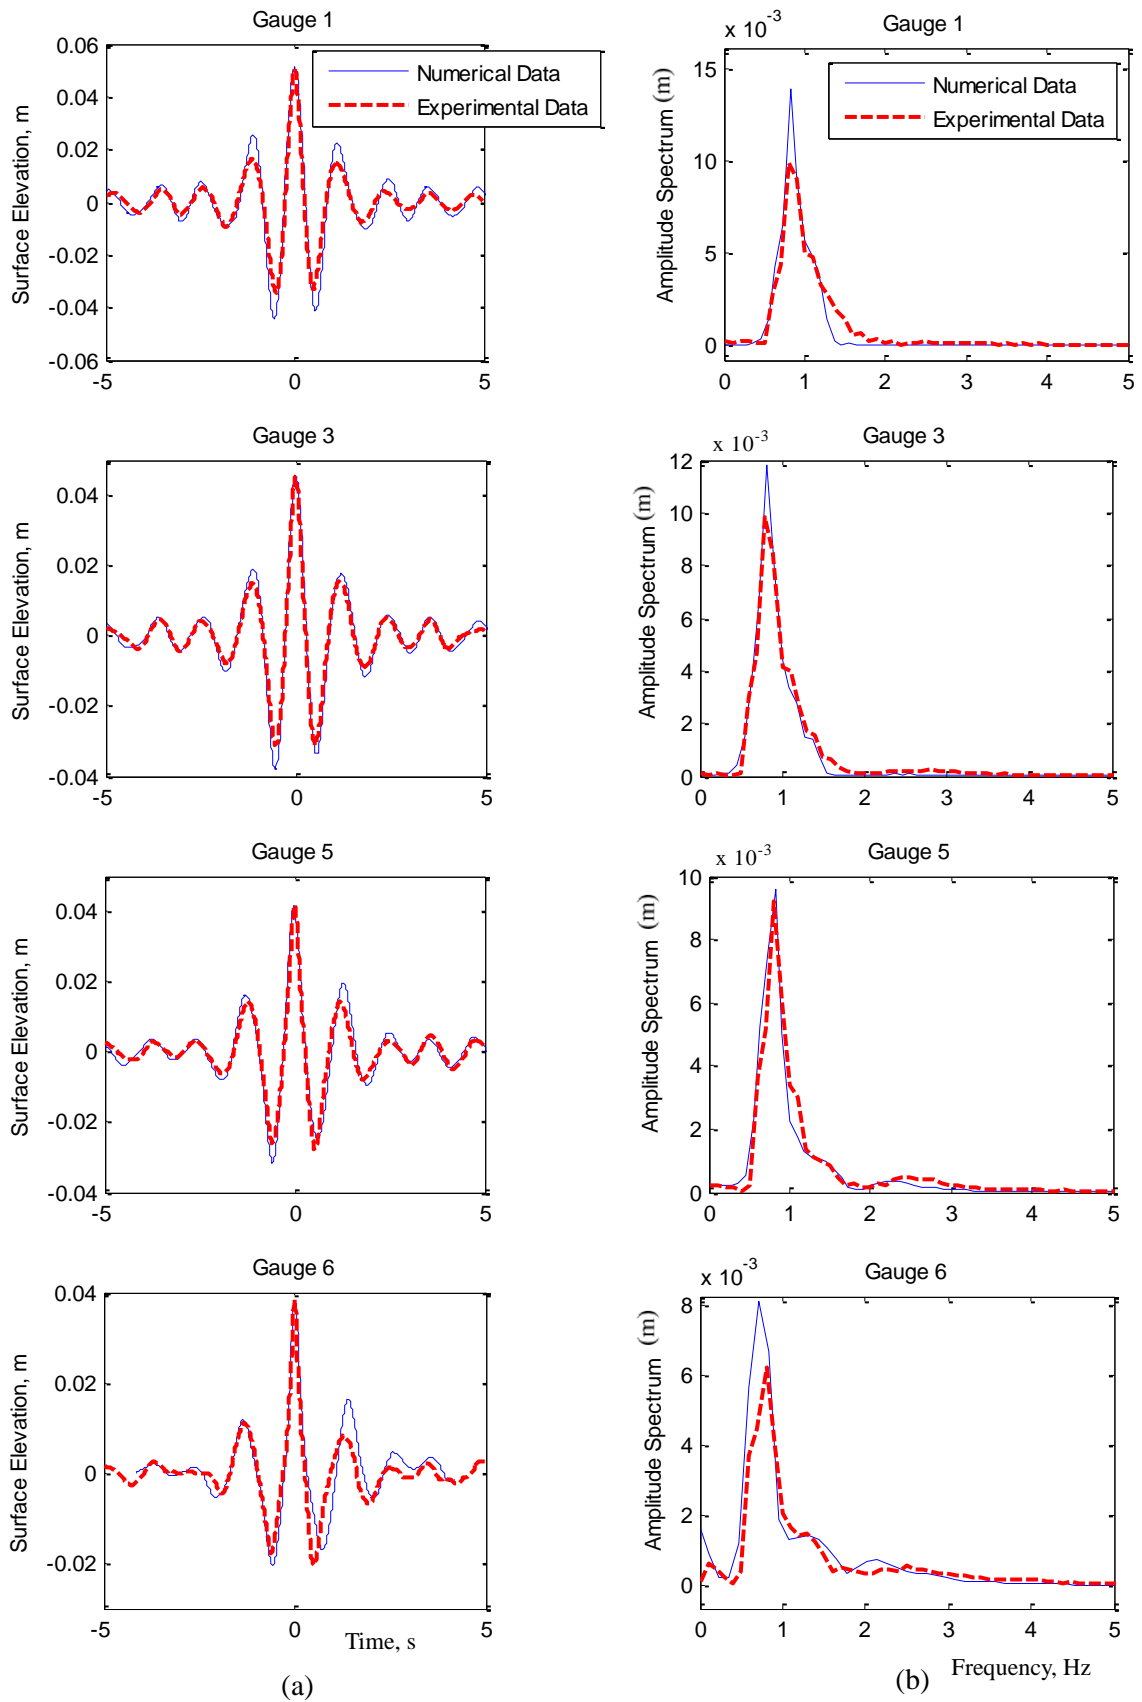 Gauge 1
0.06
0.04
0.02
0
-0.02
-0.04
-0.06
-5 0 5
Surface Elevation, m
Numerical Data
Experimental Data
x 10-3
Gauge 1
15
10
5
0
0 1 2 3 4 5
Amplitude Spectrum (m)
Numerical Data
Experimental Data
Gauge 3
0.04
0.02
0
-0.02
-0.04
-5 0 5
Surface Elevation, m
x 10-3
Gauge 3
12
10
8
6
4
2
0
0 1 2 3 4 5
Amplitude Spectrum (m)
Gauge 5
0.04
0.02
0
-0.02
-0.04
-5 0 5
Surface Elevation, m
x 10-3
Gauge 5
10
8
6
4
2
0
0 1 2 3 4 5
Amplitude Spectrum (m)
Gauge 6
0.04
0.02
0
-0.02
-5 0 5
Surface Elevation, m
Time, s
(a)
x 10-3
Gauge 6
8
6
4
2
0
0 1 2 3 4 5
Amplitude Spectrum (m)
Frequency, Hz
(b)